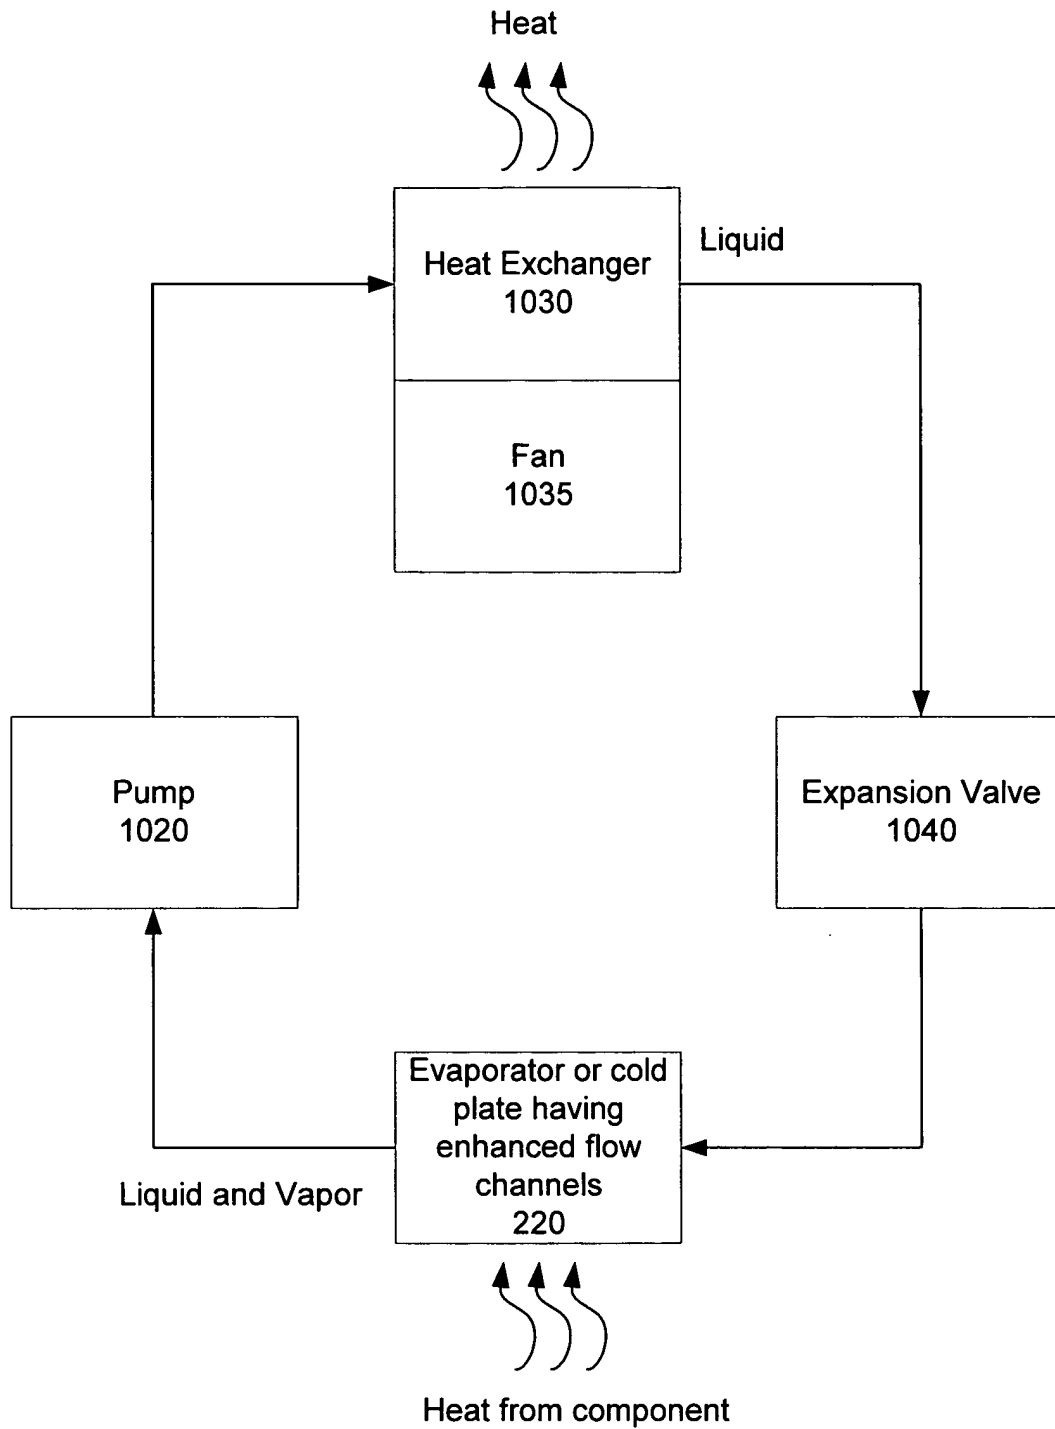 Heat
Heat Exchanger
1030
Liquid
Fan
1035
Pump
1020
Expansion Valve
1040
Evaporator or cold
plate having
enhanced flow
channels
220
Liquid and Vapor
Heat from component